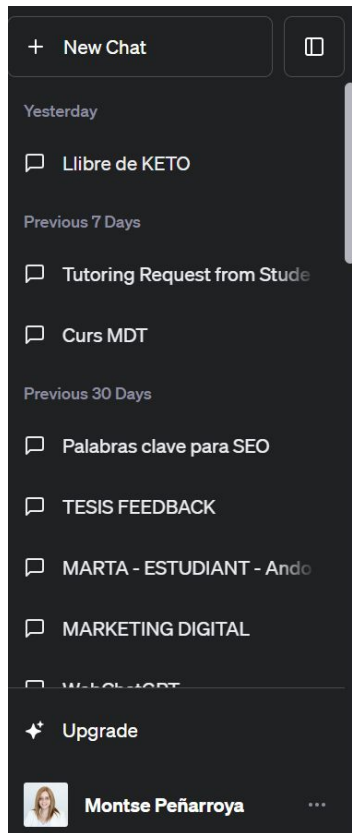 New Chat
Yesterday
Llibre de KETO
Previous 7 Days
Tutoring Request from Stude
Curs MDT
Previous 30 Days
Palabras clave para SEO
TESIS FEEDBACK
MARTA - ESTUDIANT - Ando
MARKETING DIGITAL
WebChatGPT
Upgrade
Montse Peñarroya